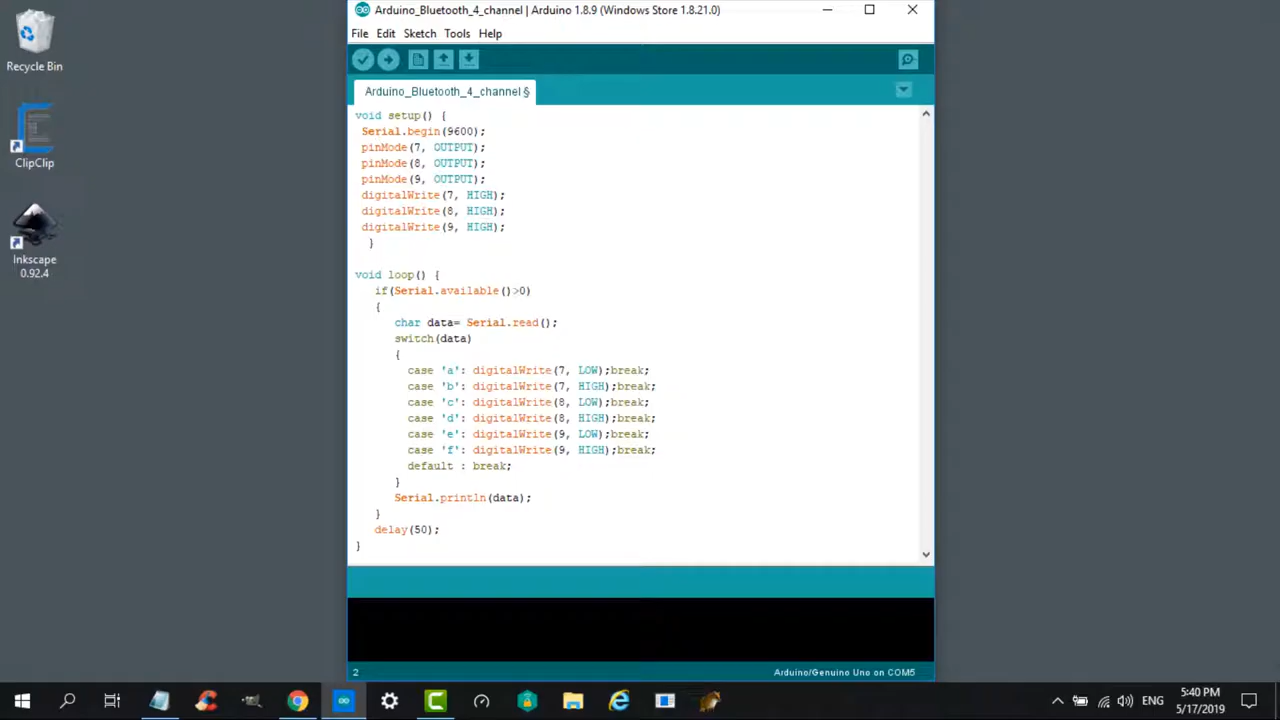 Recycle Bin
ClipClip
Inkscape
0.92.4
Arduino_Bluetooth_4_channel | Arduino 1.8.9 (Windows Store 1.8.21.0)
File Edit Sketch Tools Help
Arduino_Bluetooth_4_channel §
void setup() {
Serial.begin(9600);
pinMode(7, OUTPUT);
pinMode(8, OUTPUT);
pinMode(9, OUTPUT);
digitalWrite(7, HIGH);
digitalWrite(8, HIGH);
digitalWrite(9, HIGH);
}
void loop() {
if(Serial.available()>0)
{
char data= Serial.read();
switch(data)
{
case 'a': digitalWrite(7, LOW);break;
case 'b': digitalWrite(7, HIGH);break;
case 'c': digitalWrite(8, LOW);break;
case 'd': digitalWrite(8, HIGH);break;
case 'e': digitalWrite(9, LOW);break;
case 'f': digitalWrite(9, HIGH);break;
default : break;
}
Serial.println(data);
}
delay(50);
}
2
Arduino/Genuino Uno on COM5
ENG
5:40 PM
5/17/2019